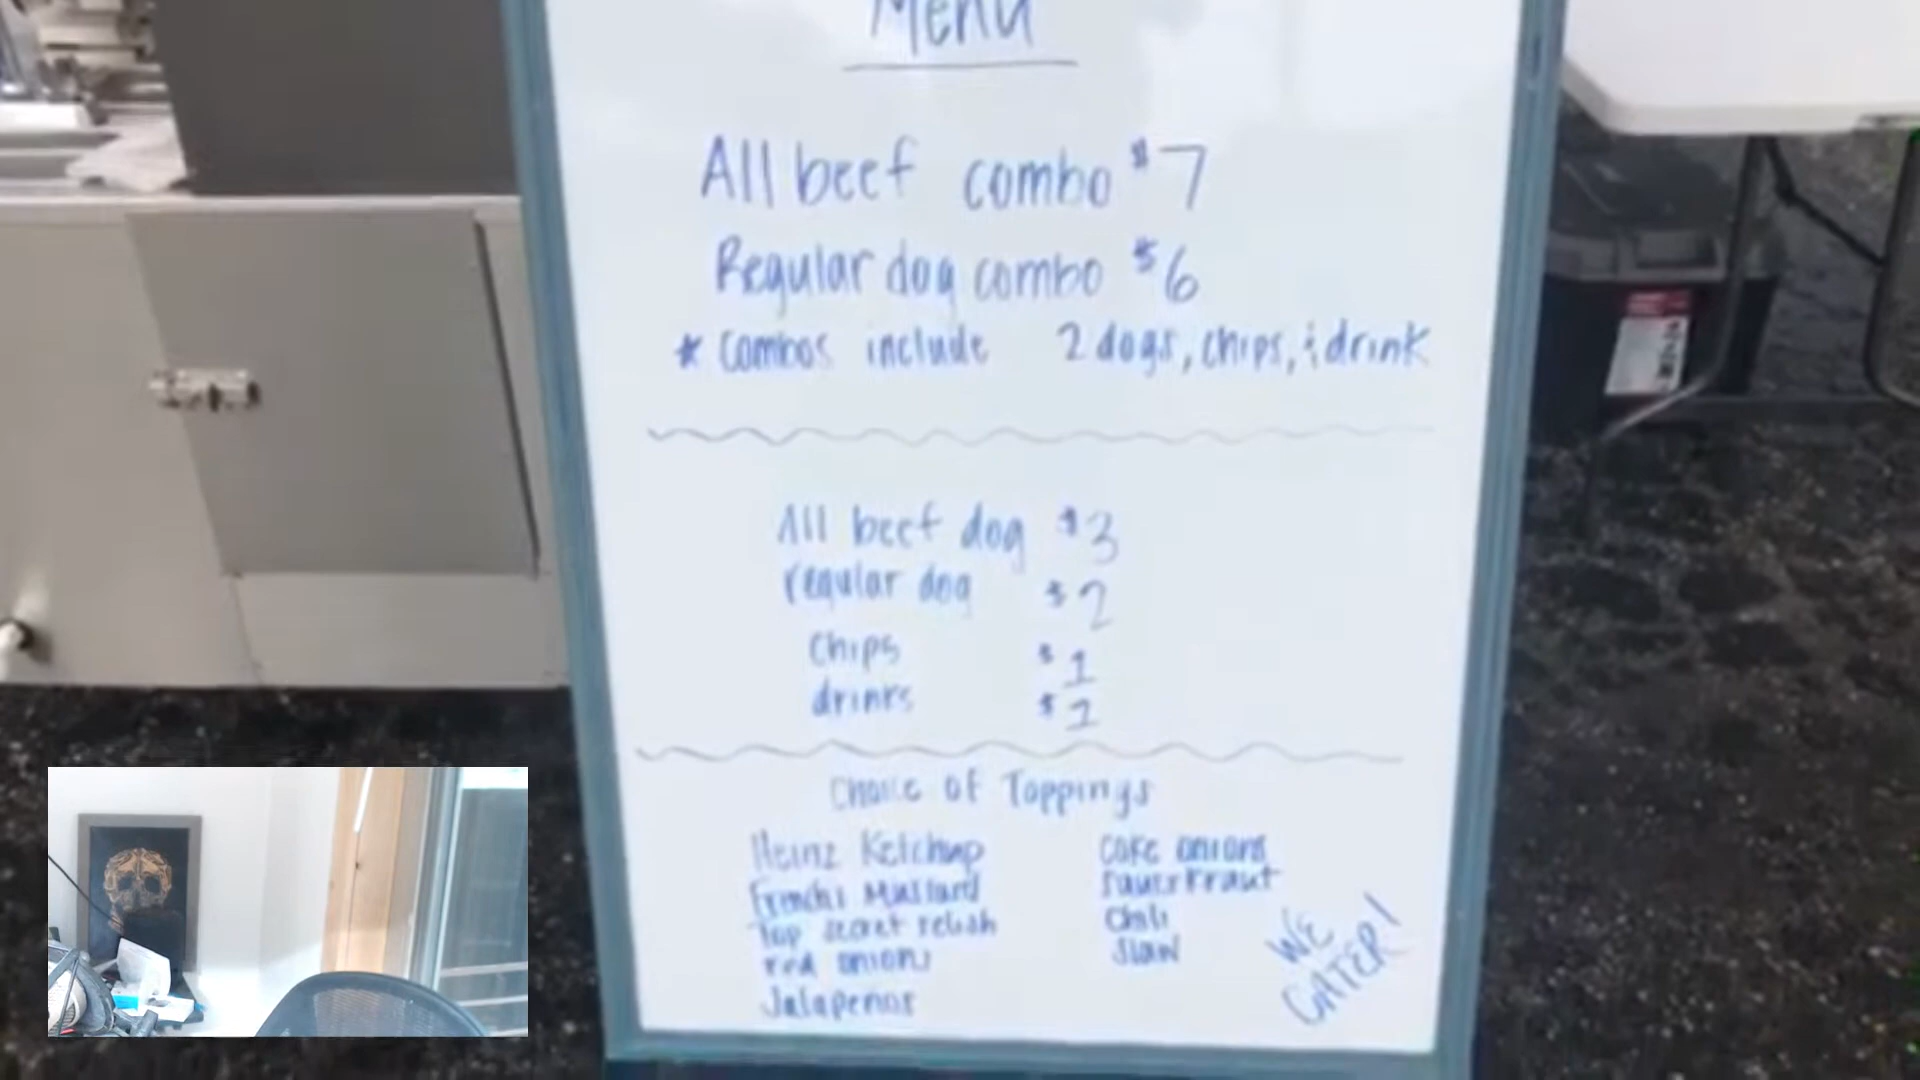 Menu
All beef combo $7
Regular dog combo $6
* combos include 2 dogs, chips, & drink
All beef dog $3
regular dog $2
chips $1
drinks $1
Choice of Toppings
Heinz Ketchup
Frenchs Mustard
Top secret relish
red onions
Jalapenos
coke onions
sauerkraut
chili
slaw
WE
CATER!